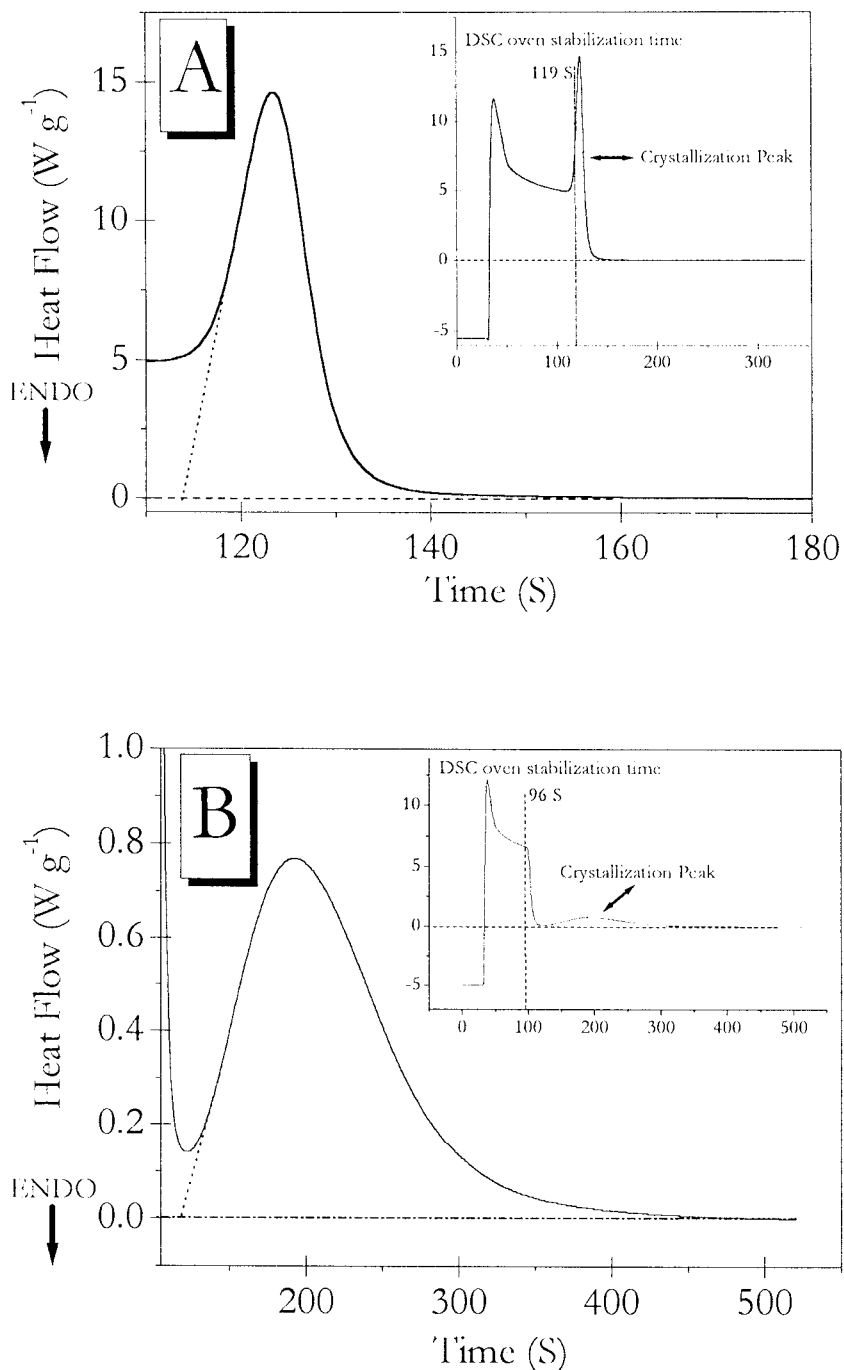 A
15
10
5
0
Heat Flow (W g⁻¹)
ENDO
120
140
160
180
Time (S)
DSC oven stabilization time
119 S
Crystallization Peak
15
10
5
0
-5
0
100
200
300
B
1.0
0.8
0.6
0.4
0.2
0.0
Heat Flow (W g⁻¹)
ENDO
200
300
400
500
Time (S)
DSC oven stabilization time
96 S
Crystallization Peak
10
5
0
-5
0
100
200
300
400
500